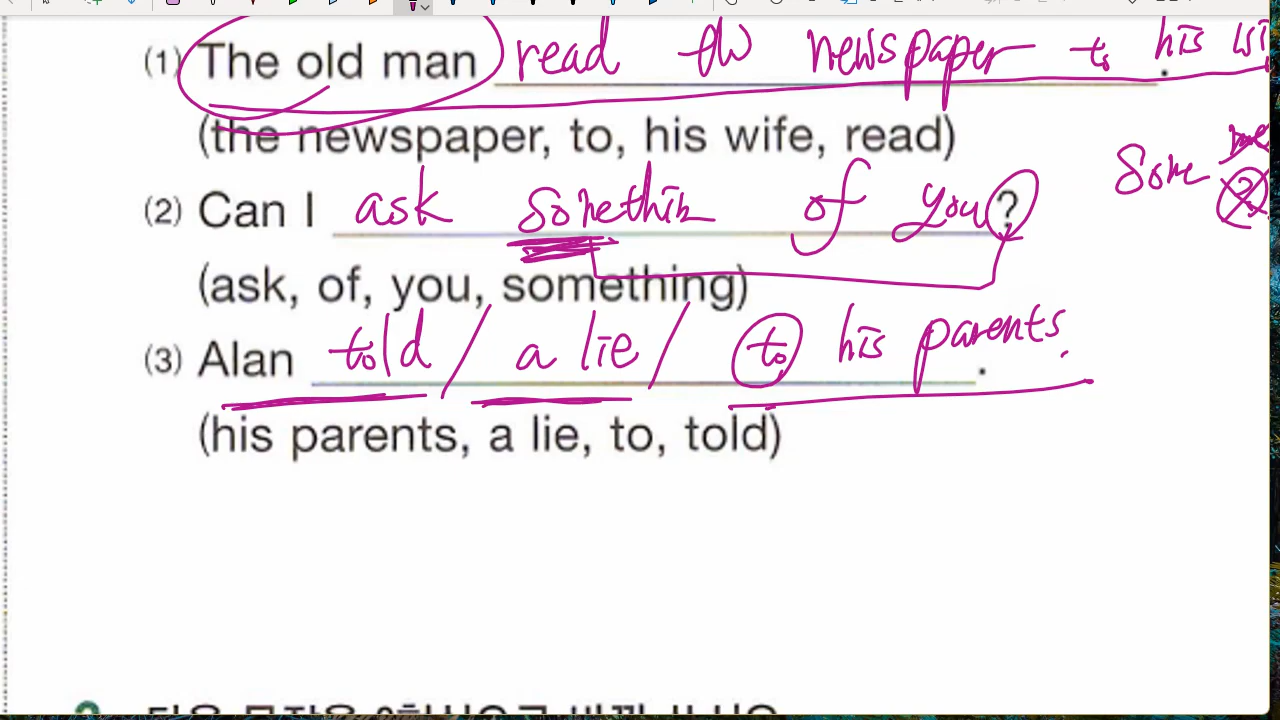 (1) The old man read the newspaper to his wi
(the newspaper, to, his wife, read)
Some
(2) Can I ask somethin of you?
(ask, of, you, something)
(3) Alan told / a lie / to his parents.
(his parents, a lie, to, told)